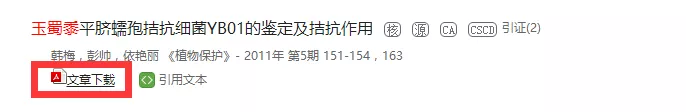 玉蜀黍平脐蠕孢拮抗细菌YB01的鉴定及拮抗作用 核 源 CA CSCD 引证(2)
韩梅，彭帅，依艳丽 《植物保护》- 2011年 第5期 151-154，163
文章下载 引用文本